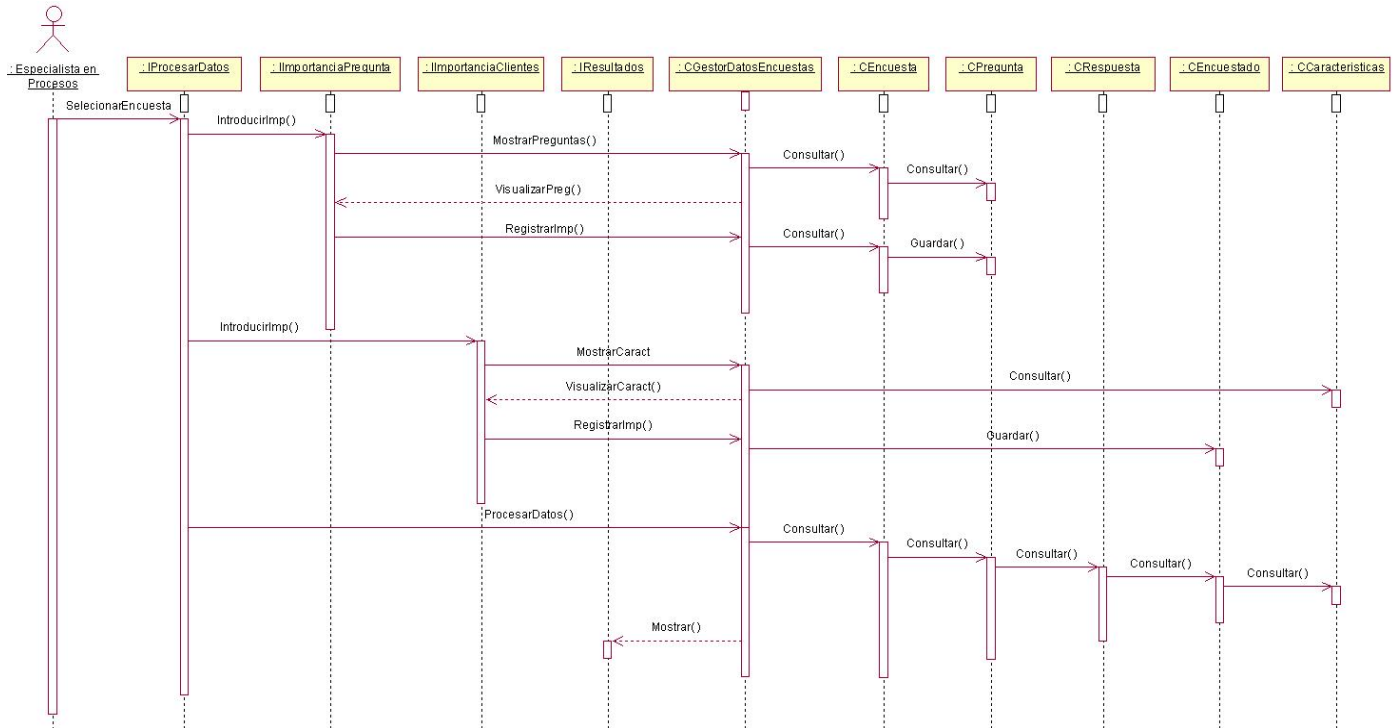 : Especialista en
Procesos
: IProcesarDatos
: IImportanciaPregunta
: IImportanciaClientes
: IResultados
: CGestorDatosEncuestas
: CEncuesta
: CPregunta
: CRespuesta
: CEncuestado
: CCaracteristicas
SelecionarEncuesta
IntroducirImp()
MostrarPreguntas()
Consultar()
Consultar()
VisualizarPreg()
RegistrarImp()
Consultar()
Guardar()
IntroducirImp()
MostrarCaract
Consultar()
VisualizarCaract()
RegistrarImp()
Guardar()
ProcesarDatos()
Consultar()
Consultar()
Consultar()
Consultar()
Consultar()
Mostrar()